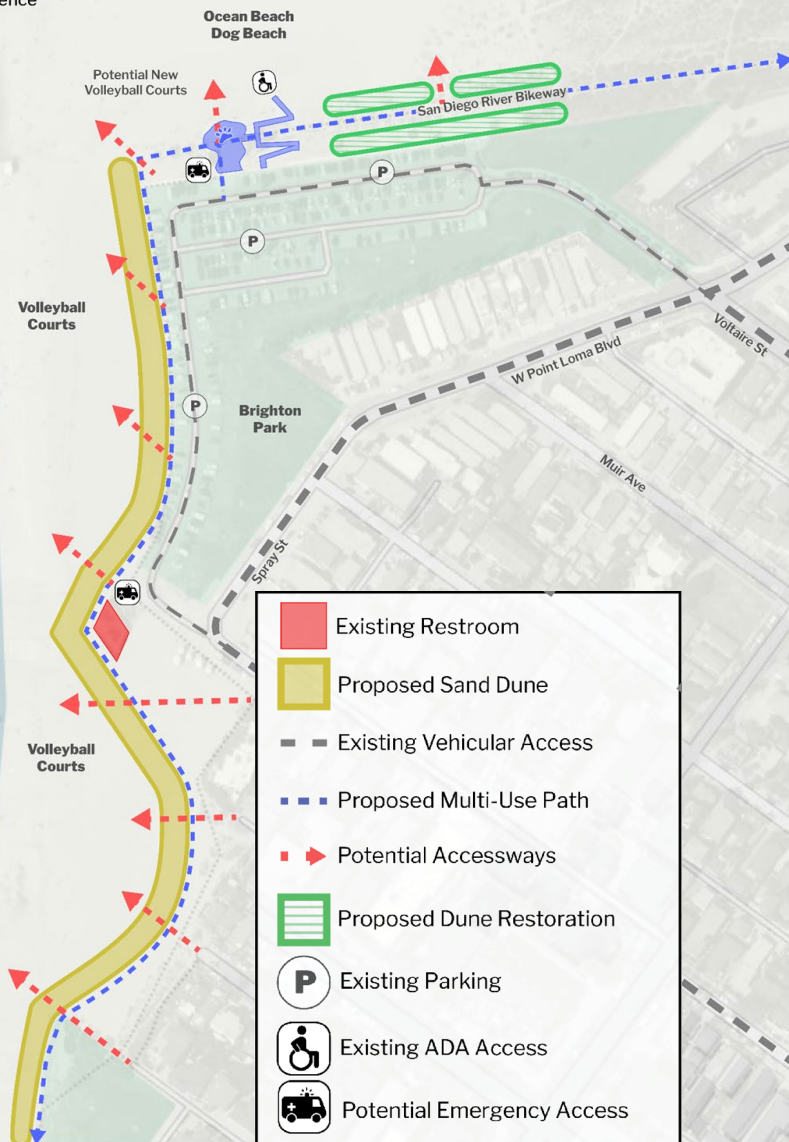 ence
Ocean Beach
Dog Beach
Potential New
Volleyball Courts
San Diego River Bikeway
P
P
Volleyball
Courts
Voltaire St
W Point Loma Blvd
P
Brighton
Park
Muir Ave
Spray St
Existing Restroom
Proposed Sand Dune
Existing Vehicular Access
Volleyball
Courts
Proposed Multi-Use Path
Potential Accessways
Proposed Dune Restoration
P Existing Parking
Existing ADA Access
Potential Emergency Access